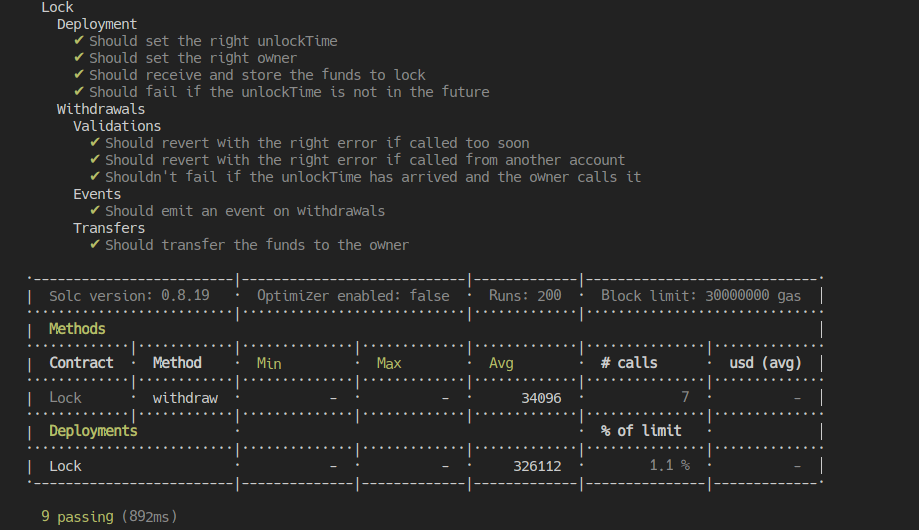 Lock
Deployment
✔ Should set the right unlockTime
✔ Should set the right owner
✔ Should receive and store the funds to lock
✔ Should fail if the unlockTime is not in the future
Withdrawals
Validations
✔ Should revert with the right error if called too soon
✔ Should revert with the right error if called from another account
✔ Shouldn't fail if the unlockTime has arrived and the owner calls it
Events
✔ Should emit an event on withdrawals
Transfers
✔ Should transfer the funds to the owner
Solc version: 0.8.19 · Optimizer enabled: false · Runs: 200 · Block limit: 30000000 gas
Methods
Contract · Method · Min · Max · Avg · # calls · usd (avg)
Lock · withdraw · - · - · 34096 · 7 · -
Deployments · · % of limit ·
Lock · - · - · 326112 · 1.1 % · -
9 passing (892ms)